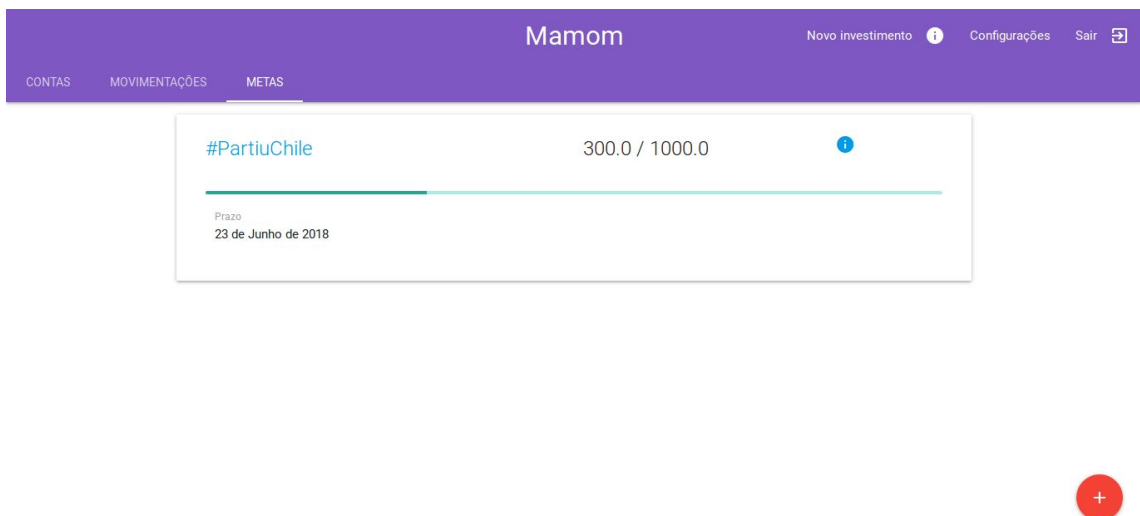 Mamom
Novo investimento
Configurações
Sair
CONTAS
MOVIMENTAÇÕES
METAS
#PartiuChile
300.0 / 1000.0
Prazo
23 de Junho de 2018